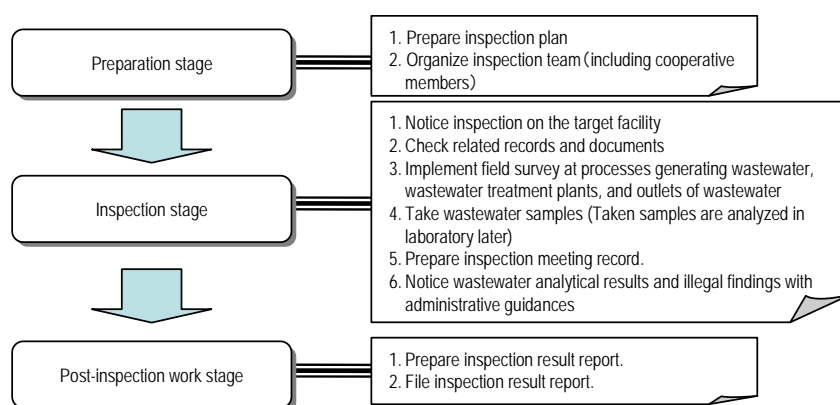 Preparation stage
1. Prepare inspection plan
2. Organize inspection team (including cooperative
members)
Inspection stage
1. Notice inspection on the target facility
2. Check related records and documents
3. Implement field survey at processes generating wastewater,
wastewater treatment plants, and outlets of wastewater
4. Take wastewater samples (Taken samples are analyzed in
laboratory later)
5. Prepare inspection meeting record.
6. Notice wastewater analytical results and illegal findings with
administrative guidances
Post-inspection work stage
1. Prepare inspection result report.
2. File inspection result report.